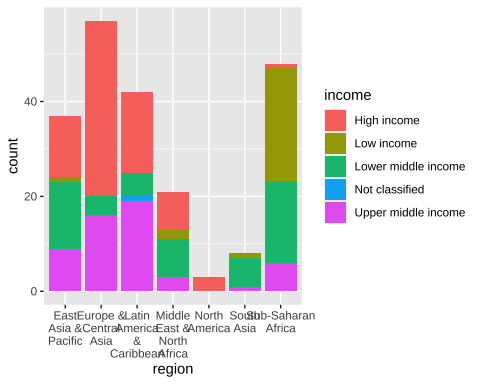 income
High income
Low income
Lower middle income
Not classified
Upper middle income
count
40
20
0
East
Asia &
Pacific
Europe &
Central
Asia
Latin
America
&
Caribbean
Middle
East &
North
Africa
North
America
South
Asia
Sub-Saharan
Africa
region